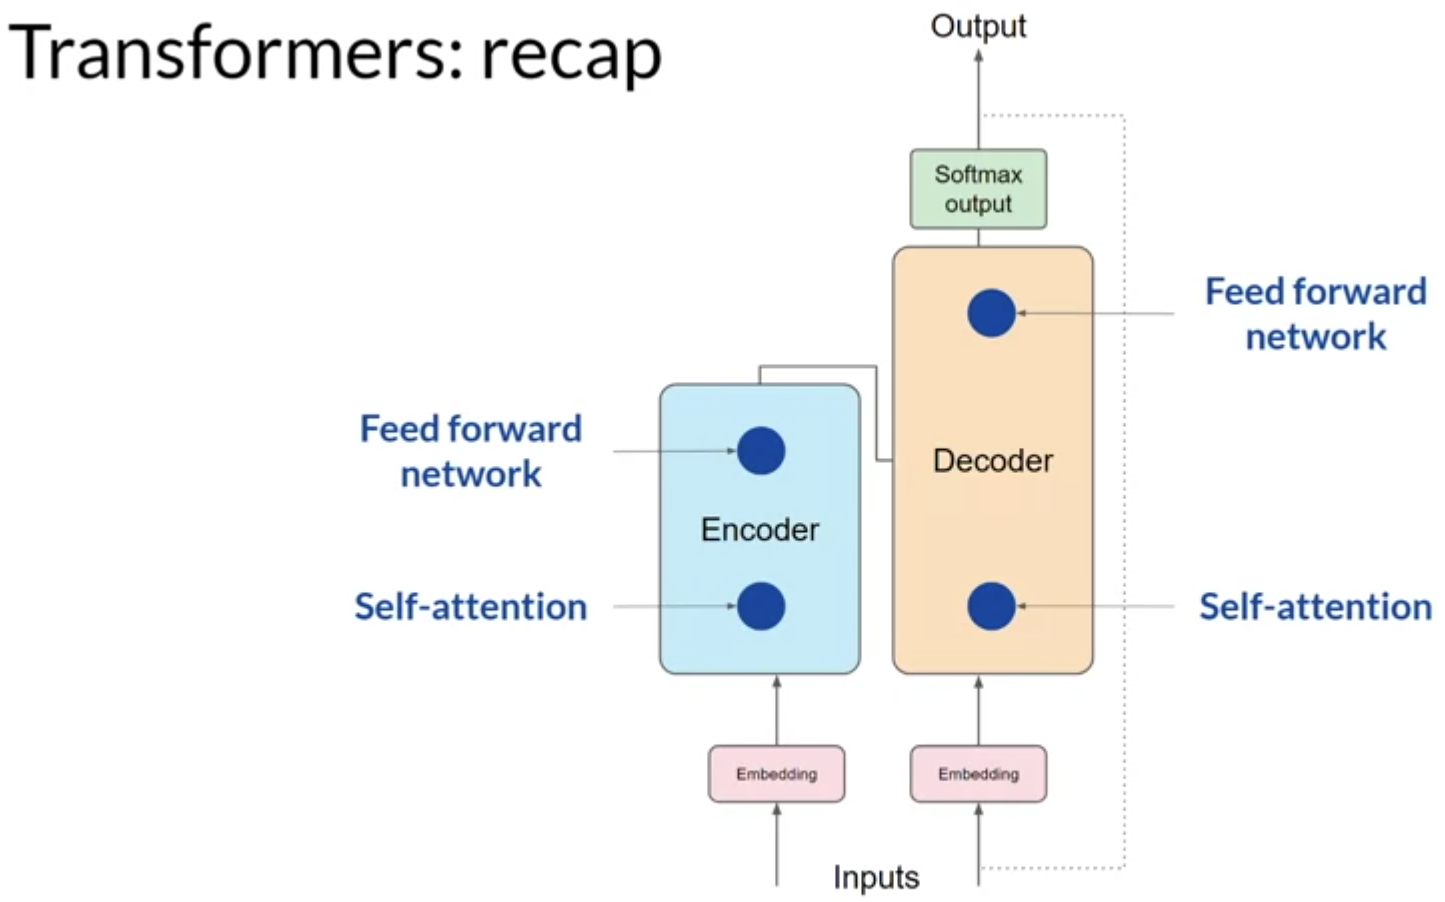 Transformers: recap
Output
Softmax
output
Feed forward
network
Feed forward
network
Decoder
Encoder
Self-attention
Self-attention
Embedding
Embedding
Inputs